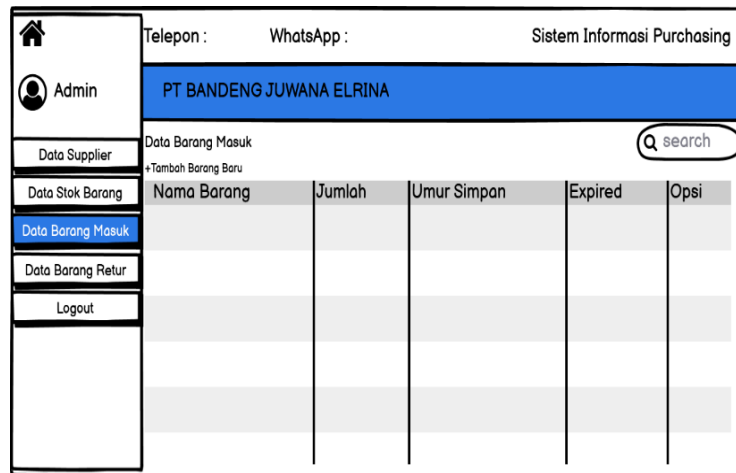 Telepon : WhatsApp : Sistem Informasi Purchasing
Admin
PT BANDENG JUWANA ELRINA
Data Supplier
Data Stok Barang
Data Barang Masuk
Data Barang Retur
Logout
Data Barang Masuk
search
+Tambah Barang Baru
Nama Barang Jumlah Umur Simpan Expired Opsi